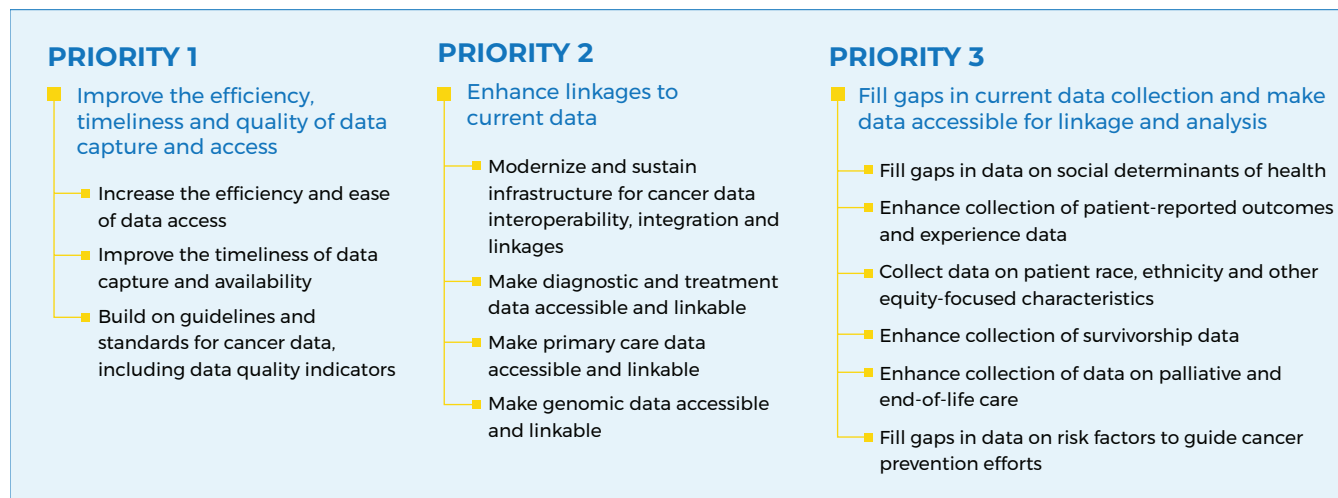 PRIORITY 1
Improve the efficiency,
timeliness and quality of data
capture and access
Increase the efficiency and ease
of data access
Improve the timeliness of data
capture and availability
Build on guidelines and
standards for cancer data,
including data quality indicators
PRIORITY 2
Enhance linkages to
current data
Modernize and sustain
infrastructure for cancer data
interoperability, integration and
linkages
Make diagnostic and treatment
data accessible and linkable
Make primary care data
accessible and linkable
Make genomic data accessible
and linkable
PRIORITY 3
Fill gaps in current data collection and make
data accessible for linkage and analysis
Fill gaps in data on social determinants of health
Enhance collection of patient-reported outcomes
and experience data
Collect data on patient race, ethnicity and other
equity-focused characteristics
Enhance collection of survivorship data
Enhance collection of data on palliative and
end-of-life care
Fill gaps in data on risk factors to guide cancer
prevention efforts